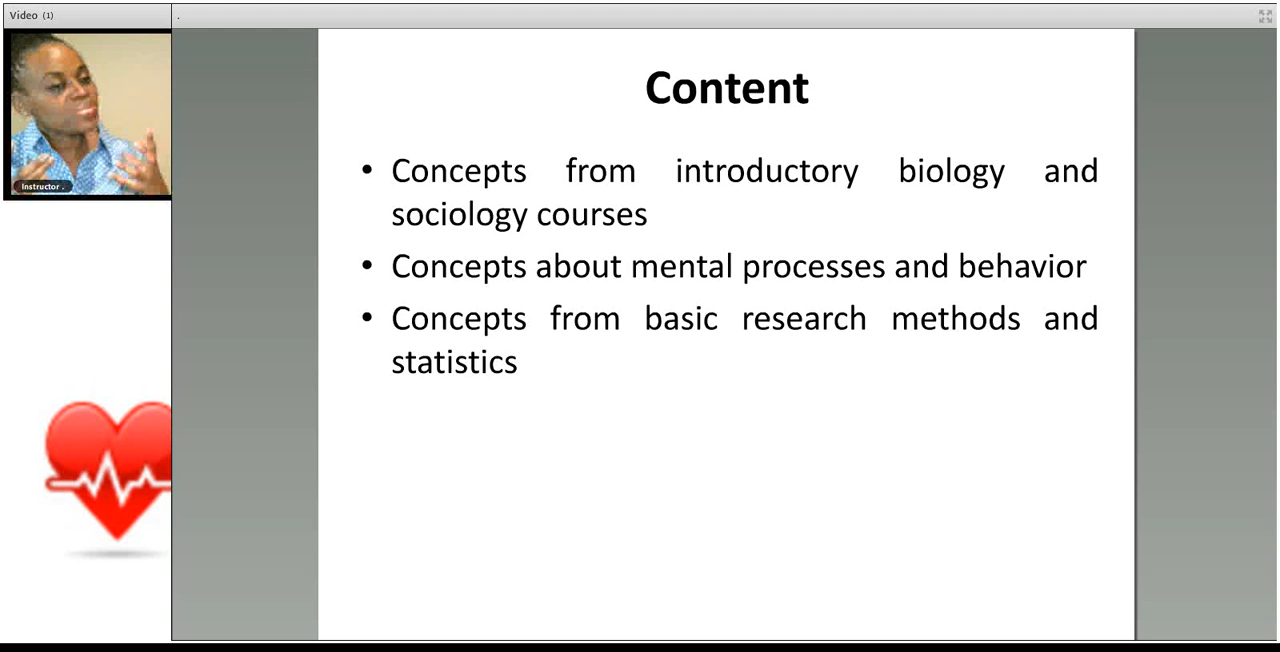 Video (1)
.
Instructor .
Content
• Concepts from introductory biology and
sociology courses
• Concepts about mental processes and behavior
• Concepts from basic research methods and
statistics